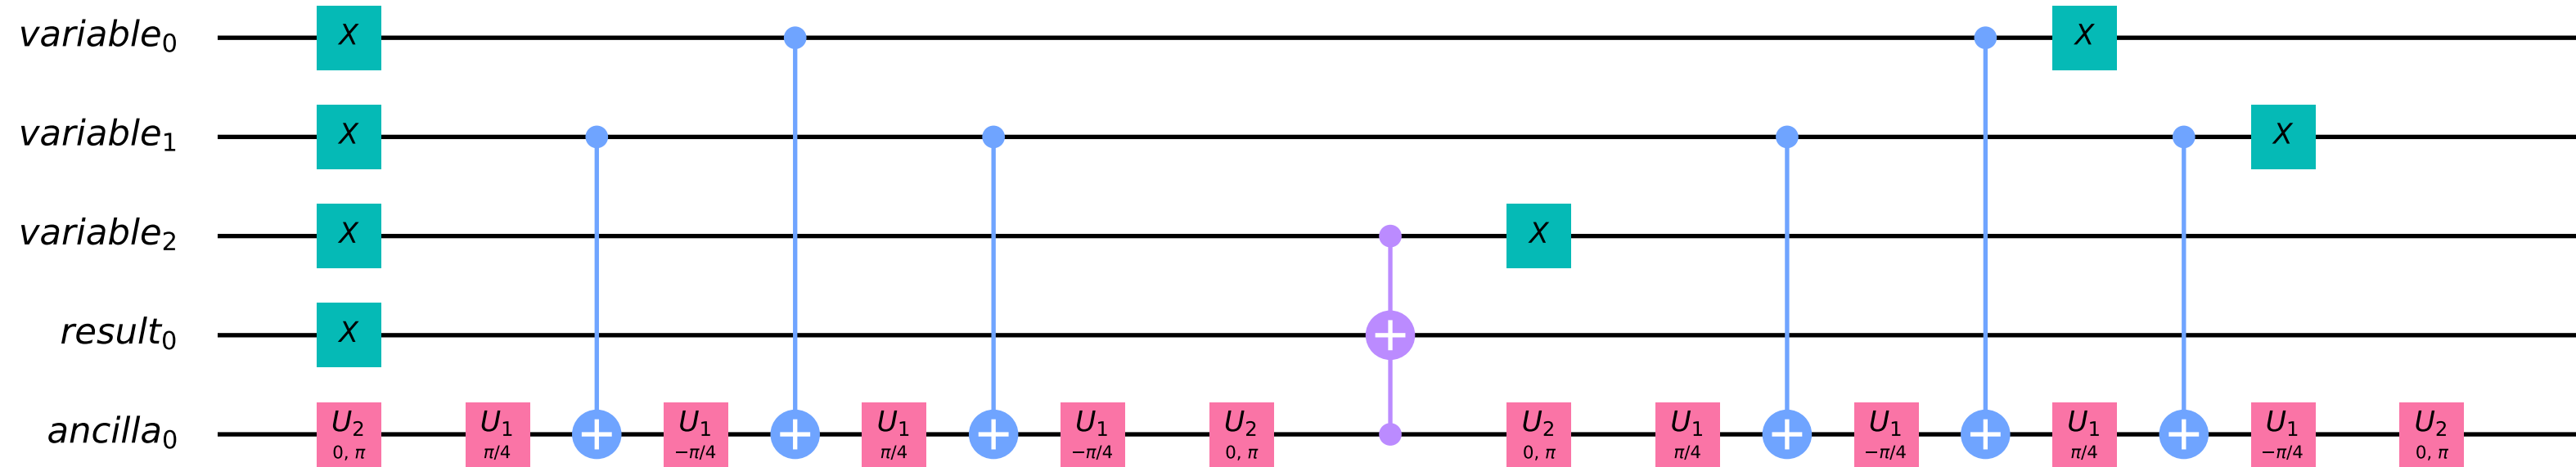 variable₀ X X
variable₁ X X
variable₂ X X
result₀ X
ancilla₀ U₂ U₁ U₁ U₁ U₁ U₂ U₂ U₁ U₁ U₁ U₁ U₂
0, π π/4 −π/4 π/4 −π/4 0, π 0, π π/4 −π/4 π/4 −π/4 0, π